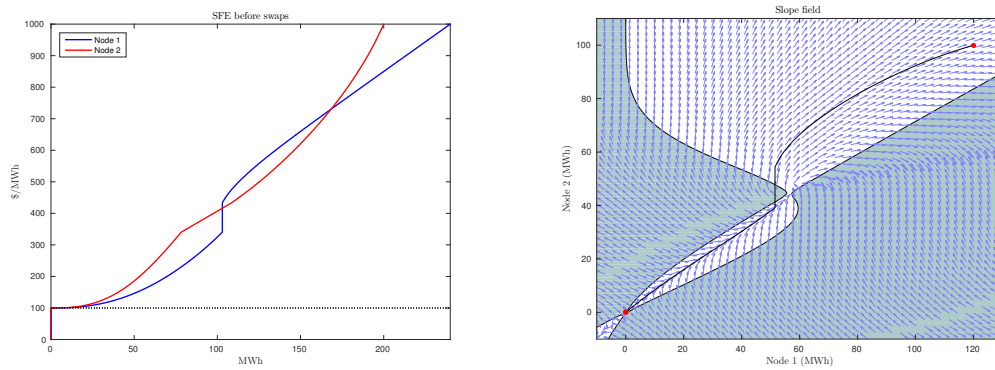 SFE before swaps
$/MWh
1000
900
800
700
600
500
400
300
200
100
0
Node 1
Node 2
0 50 100 150 200
MWh
Slope field
Node 2 (MWh)
100
80
60
40
20
0
0 20 40 60 80 100 120
Node 1 (MWh)